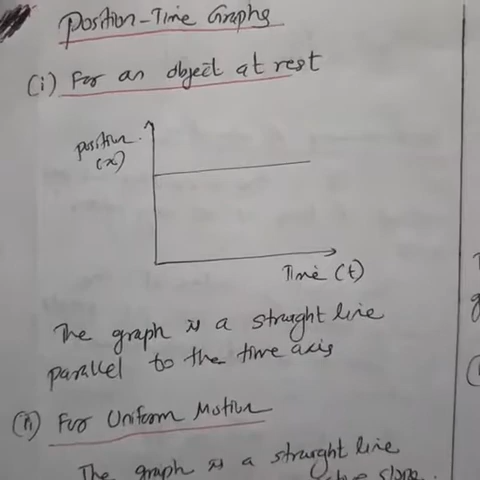 Position-Time Graphs
(i) For an object at rest
position
(x)
Time (t)
The graph is a straight line
parallel to the time axis
(ii) For Uniform Motion
The graph is a straight line
slope.